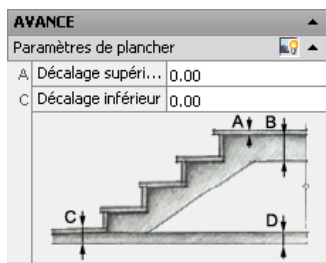 AVANCE
Paramètres de plancher
A Décalage supéri... 0.00
C Décalage inférieur 0.00
A B
C D